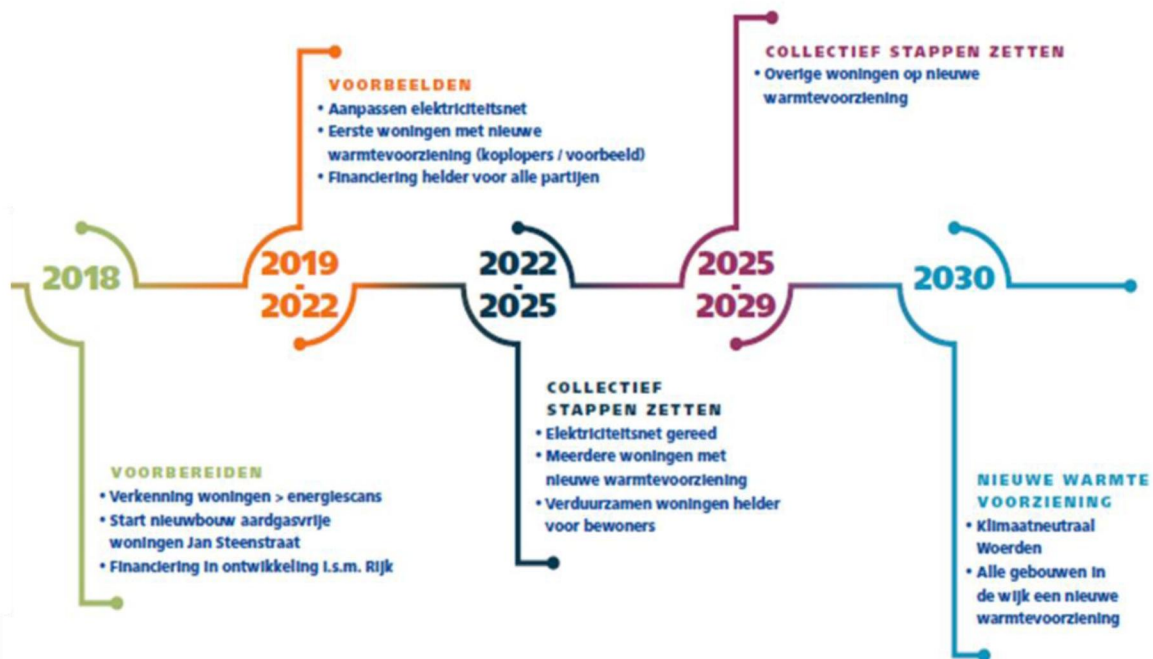 2018
VOORBEREIDEN
• Verkenning woningen > energiescans
• Start nieuwbouw aardgasvrije
woningen Jan Steenstraat
• Financiering in ontwikkeling i.s.m. Rijk
2019
-
2022
VOORBEELDEN
• Aanpassen elektriciteitsnet
• Eerste woningen met nieuwe
warmtevoorziening (koplopers / voorbeeld)
• Financiering helder voor alle partijen
2022
-
2025
COLLECTIEF
STAPPEN ZETTEN
• Elektriciteitsnet gereed
• Meerdere woningen met
nieuwe warmtevoorziening
• Verduurzamen woningen helder
voor bewoners
2025
-
2029
COLLECTIEF STAPPEN ZETTEN
• Overige woningen op nieuwe
warmtevoorziening
2030
NIEUWE WARMTE
VOORZIENING
• Klimaatneutraal
Woerden
• Alle gebouwen in
de wijk een nieuwe
warmtevoorziening